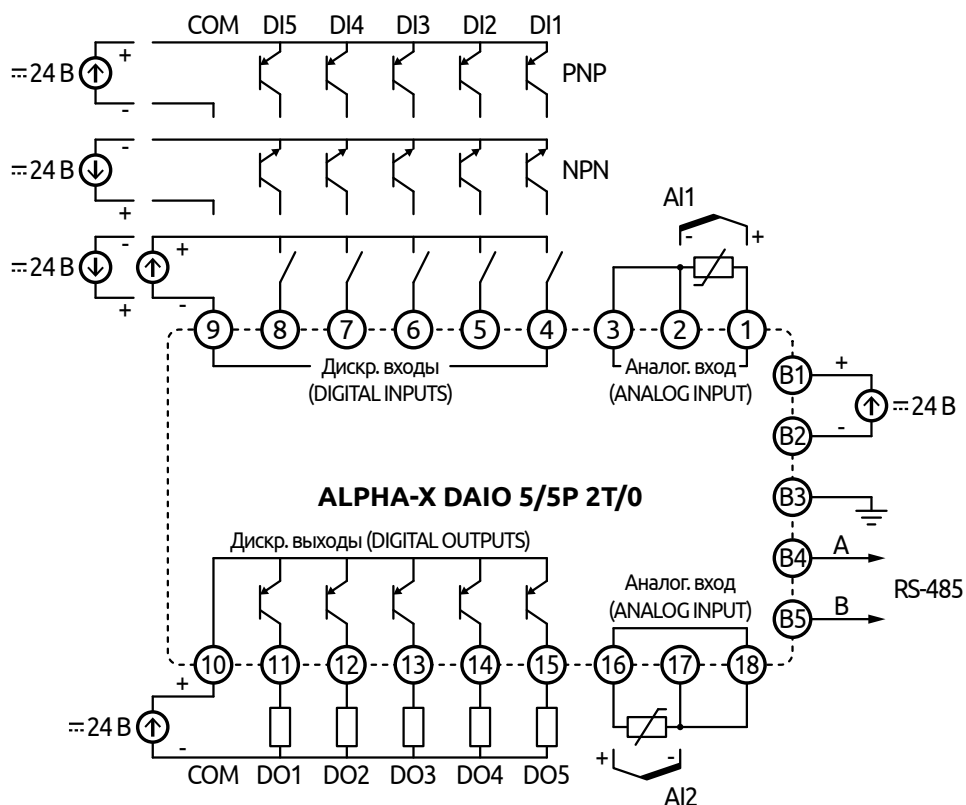 COM DI5 DI4 DI3 DI2 DI1
+
⎓24 В
PNP
-
-
⎓24 В
NPN
+
AI1
- +
- +
⎓24 В
+ -
9 8 7 6 5 4 3 2 1
Дискр. входы
(DIGITAL INPUTS)
Аналог. вход
(ANALOG INPUT)
B1 +
⎓24 В
B2 -
ALPHA-X DAIO 5/5P 2T/0
B3
Дискр. выходы (DIGITAL OUTPUTS)
B4 A
RS-485
Аналог. вход
(ANALOG INPUT)
B5 B
10 11 12 13 14 15 16 17 18
+
⎓24 В
-
+ -
COM DO1 DO2 DO3 DO4 DO5
AI2